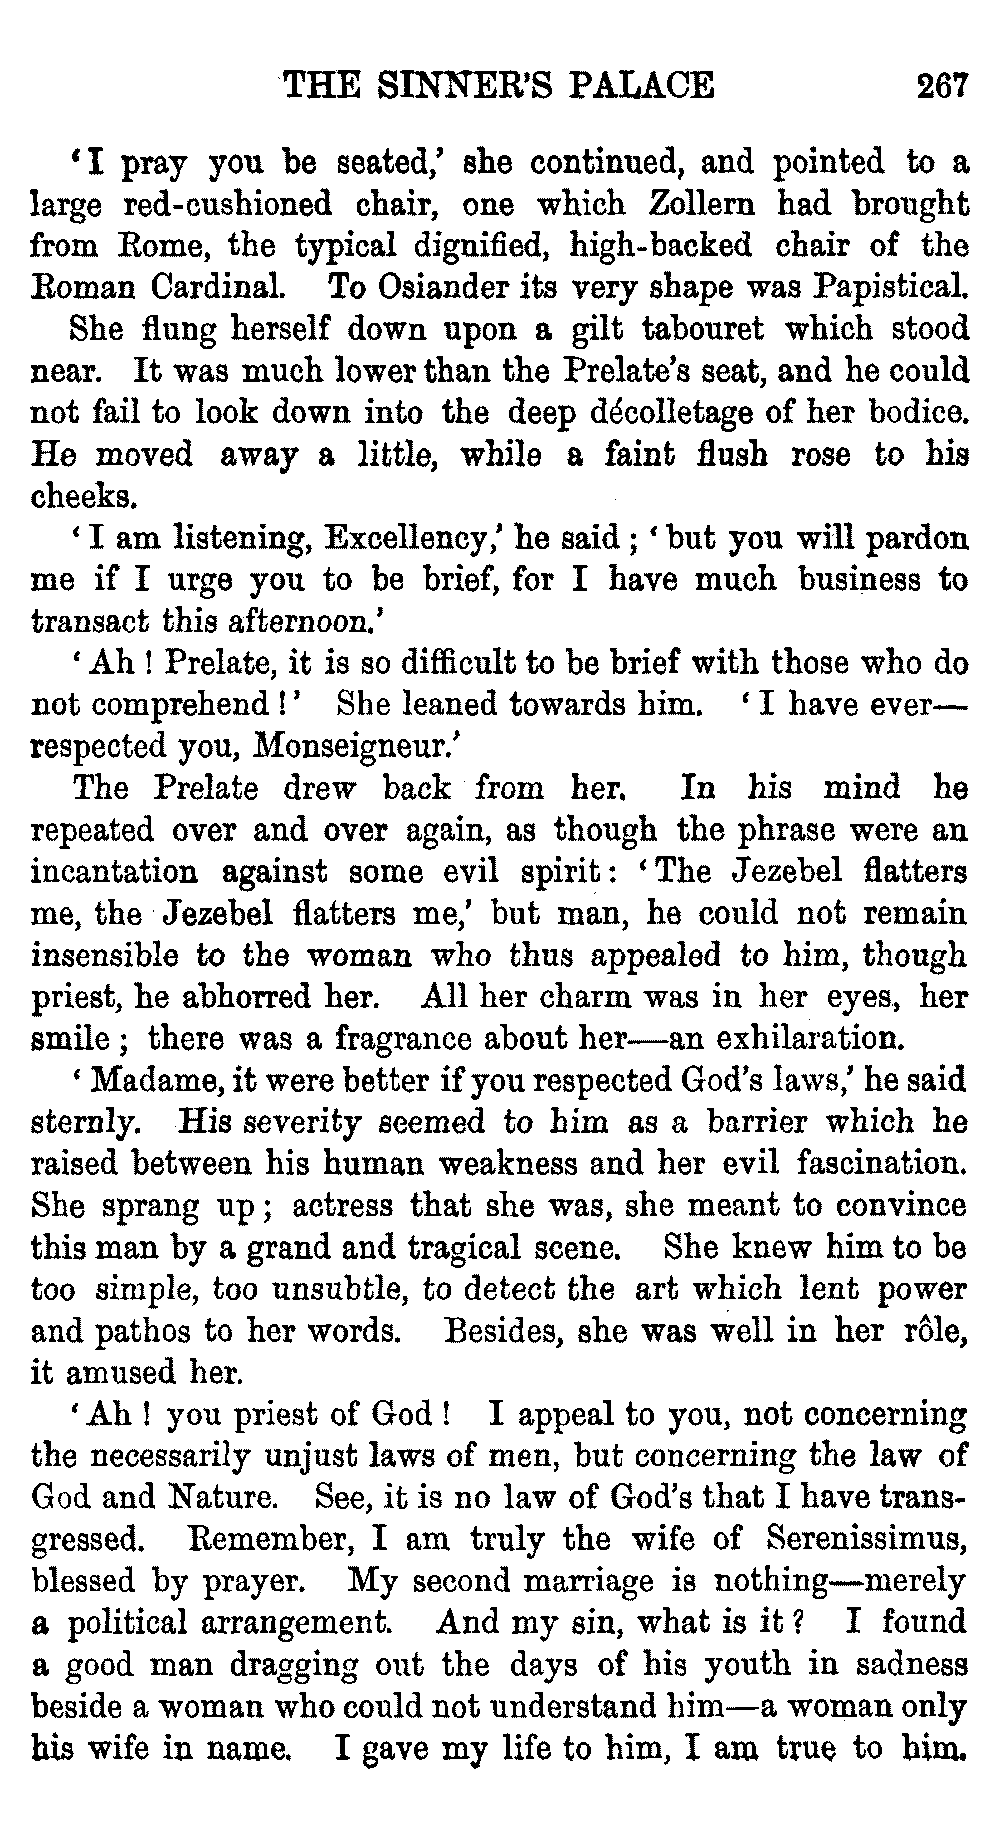 THE SINNER'S PALACE 267
‘I pray you be seated,’ she continued, and pointed to a
large red-cushioned chair, one which Zollern had brought
from Rome, the typical dignified, high-backed chair of the
Roman Cardinal. To Osiander its very shape was Papistical.
She flung herself down upon a gilt tabouret which stood
near. It was much lower than the Prelate's seat, and he could
not fail to look down into the deep décolletage of her bodice.
He moved away a little, while a faint flush rose to his
cheeks.
‘I am listening, Excellency,’ he said; ‘but you will pardon
me if I urge you to be brief, for I have much business to
transact this afternoon.’
‘Ah! Prelate, it is so difficult to be brief with those who do
not comprehend!’ She leaned towards him. ‘I have ever—
respected you, Monseigneur.’
The Prelate drew back from her. In his mind he
repeated over and over again, as though the phrase were an
incantation against some evil spirit: ‘The Jezebel flatters
me, the Jezebel flatters me,’ but man, he could not remain
insensible to the woman who thus appealed to him, though
priest, he abhorred her. All her charm was in her eyes, her
smile; there was a fragrance about her—an exhilaration.
‘Madame, it were better if you respected God's laws,’ he said
sternly. His severity seemed to him as a barrier which he
raised between his human weakness and her evil fascination.
She sprang up; actress that she was, she meant to convince
this man by a grand and tragical scene. She knew him to be
too simple, too unsubtle, to detect the art which lent power
and pathos to her words. Besides, she was well in her rôle,
it amused her.
‘Ah! you priest of God! I appeal to you, not concerning
the necessarily unjust laws of men, but concerning the law of
God and Nature. See, it is no law of God's that I have trans-
gressed. Remember, I am truly the wife of Serenissimus,
blessed by prayer. My second marriage is nothing—merely
a political arrangement. And my sin, what is it? I found
a good man dragging out the days of his youth in sadness
beside a woman who could not understand him—a woman only
his wife in name. I gave my life to him, I am true to him.